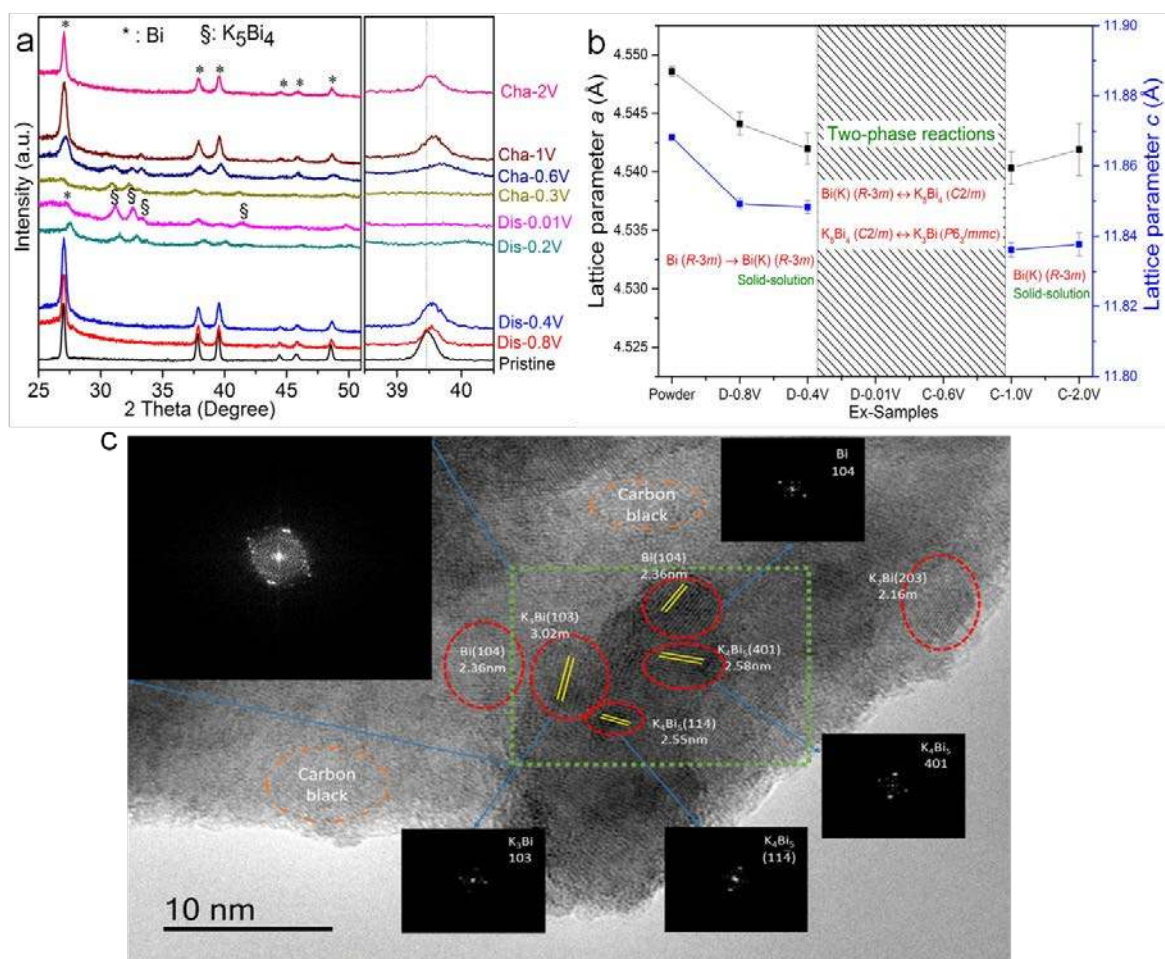 a
* : Bi §: K₅Bi₄
*
* * * * *
Cha-2V
Cha-1V
Cha-0.6V
Cha-0.3V
* § § § §
Dis-0.01V
Dis-0.2V
Dis-0.4V
Dis-0.8V
Pristine
Intensity (a.u.)
25 30 35 40 45 50 39 40
2 Theta (Degree)
b
Lattice parameter a (Å)
4.550
4.545
4.540
4.535
4.530
4.525
Two-phase reactions
Bi(K) (R-3m) ↔ K₅Bi₄ (C2/m)
K₅Bi₄ (C2/m) ↔ K₃Bi (P6₃/mmc)
Bi (R-3m) → Bi(K) (R-3m)
Solid-solution
Bi(K) (R-3m)
Solid-solution
11.90
11.88
11.86
11.84
11.82
11.80
Lattice parameter c (Å)
Powder D-0.8V D-0.4V D-0.01V C-0.6V C-1.0V C-2.0V
Ex-Samples
c
Bi
104
Carbon
black
Bi(104)
2.36nm
K₃Bi(203)
2.16m
K₃Bi(103)
3.02m
Bi(104)
2.36nm
K₄Bi₅(401)
2.58nm
K₄Bi₅(114)
2.55nm
Carbon
black
K₄Bi₅
401
K₃Bi
103
K₄Bi₅
(114)
10 nm